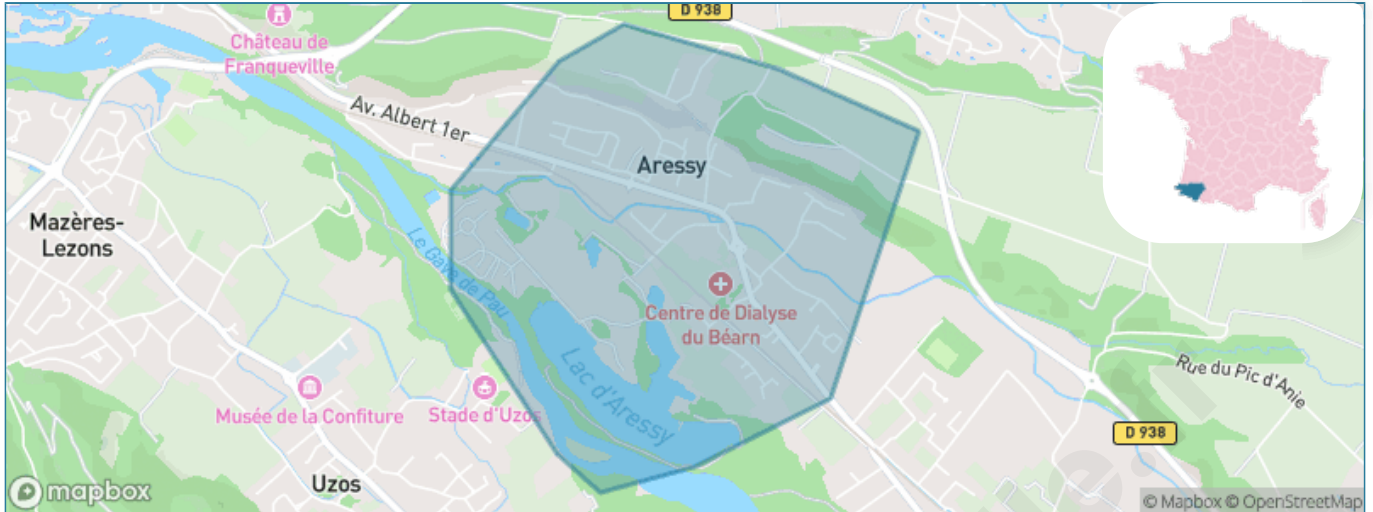 D 938
Château de
Franqueville
Av. Albert 1er
Aressy
Mazères-
Lezons
Le Gave de Pau
Centre de Dialyse
du Béarn
Lac d'Aressy
Rue du Pic d'Anie
Musée de la Confiture
Stade d'Uzos
D 938
Uzos
mapbox
© Mapbox © OpenStreetMap